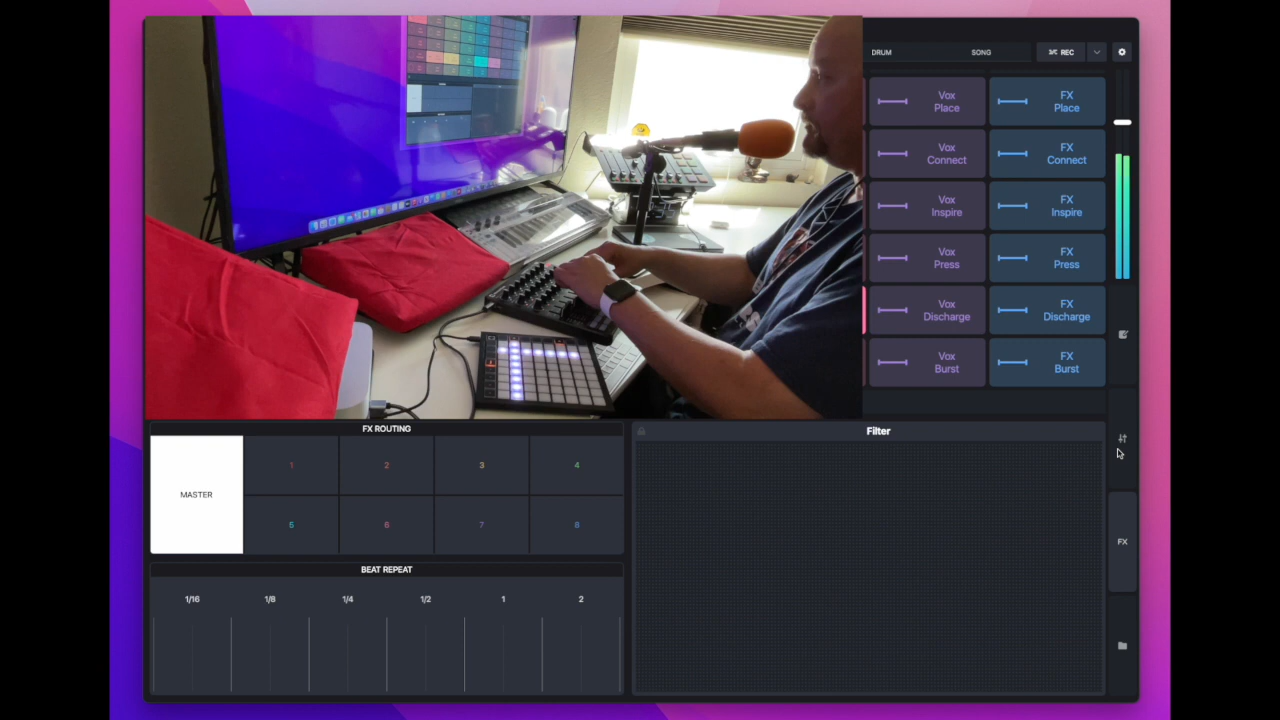 DRUM
SONG
REC
Vox
Place
FX
Place
Vox
Connect
FX
Connect
Vox
Inspire
FX
Inspire
Vox
Press
FX
Press
Vox
Discharge
FX
Discharge
Vox
Burst
FX
Burst
FX ROUTING
MASTER
1
2
3
4
5
6
7
8
BEAT REPEAT
1/16
1/8
1/4
1/2
1
2
Filter
FX